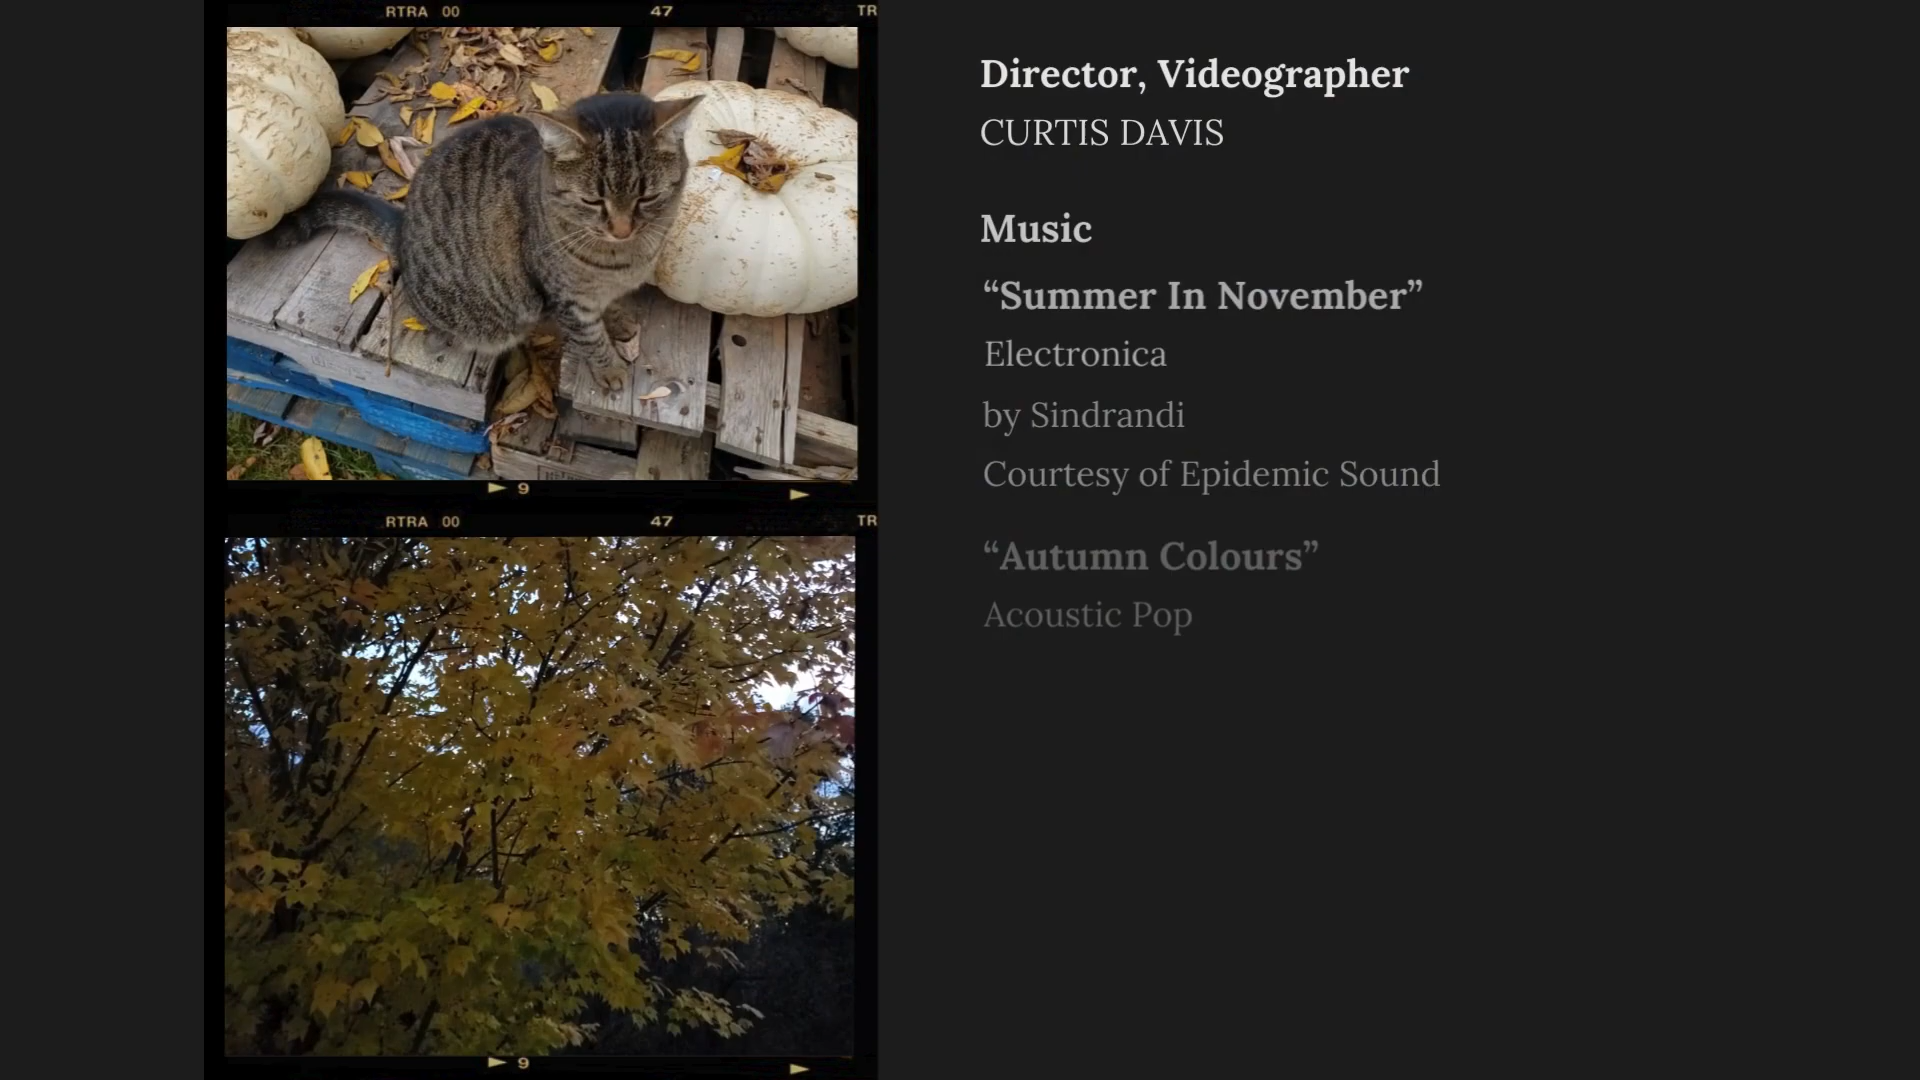 RTRA 00 47 TR
9
RTRA 00 47 TR
9
Director, Videographer
CURTIS DAVIS
Music
“Summer In November”
Electronica
by Sindrandi
Courtesy of Epidemic Sound
“Autumn Colours”
Acoustic Pop